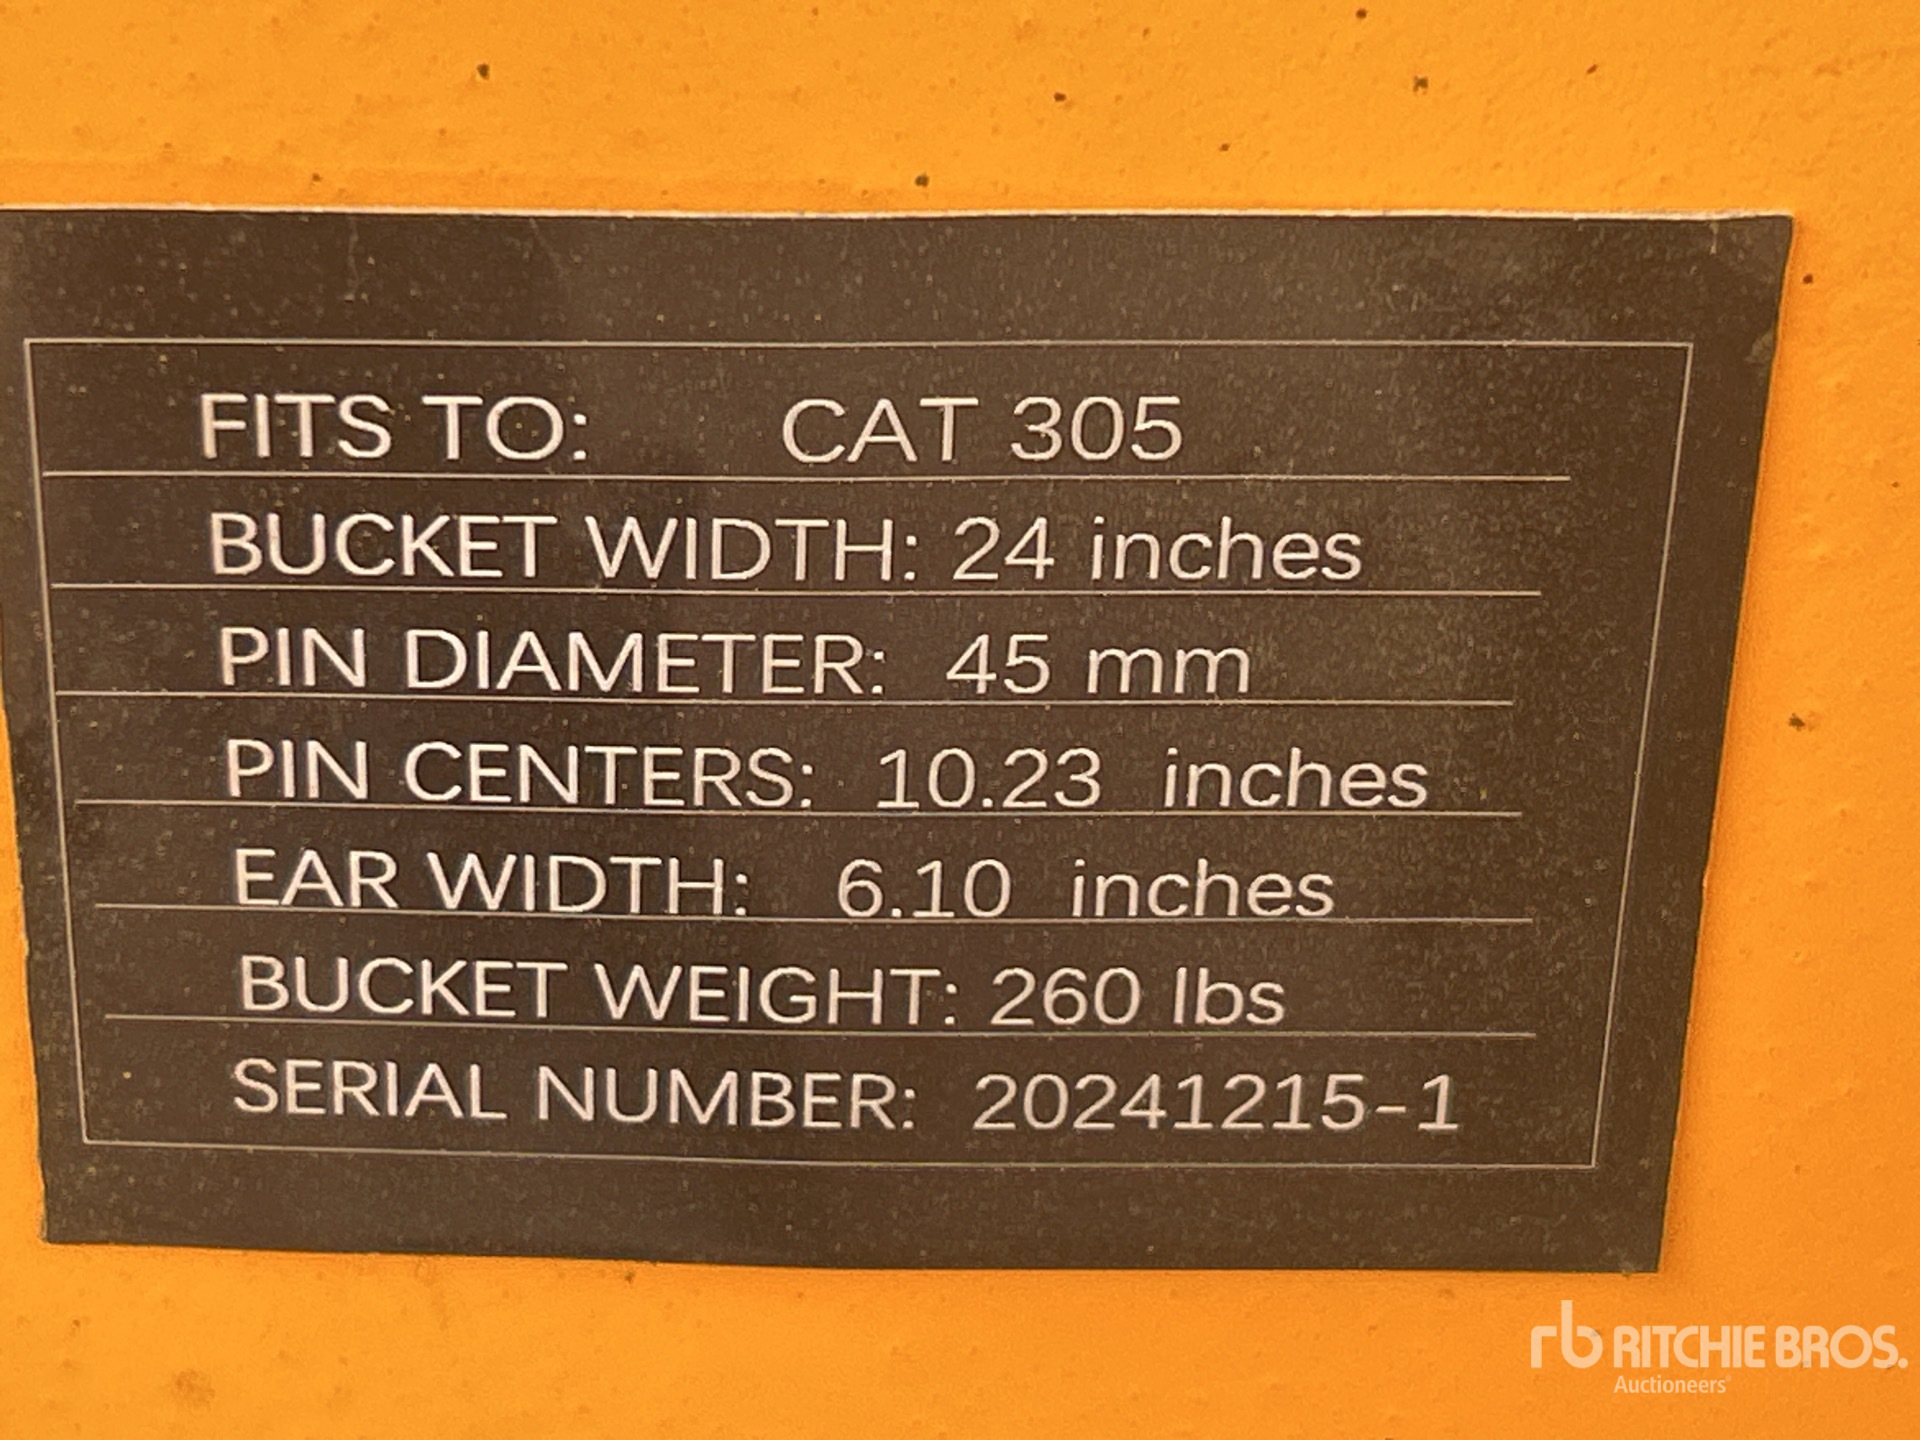 FITS TO: CAT 305
BUCKET WIDTH: 24 inches
PIN DIAMETER: 45 mm
PIN CENTERS: 10.23 inches
EAR WIDTH: 6.10 inches
BUCKET WEIGHT: 260 lbs
SERIAL NUMBER: 20241215-1
rb RITCHIE BROS.
Auctioneers